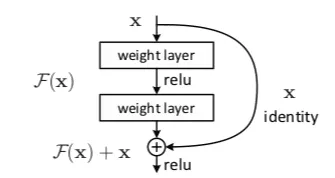 x
weight layer
relu
F(x)
weight layer
x
identity
F(x) + x
+
relu